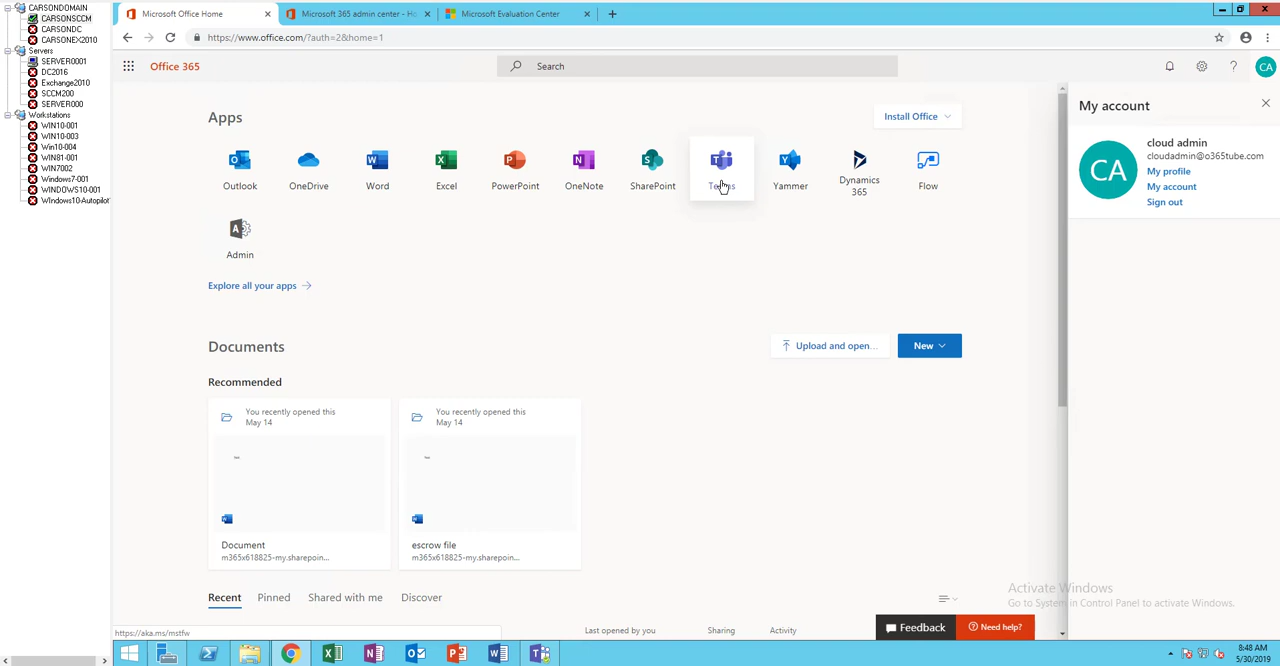 CARSONDOMAIN
CARSONSCCM
CARSONDC
CARSONEX2010
Servers
SERVER0001
DC2016
Exchange2010
SCCM200
SERVER000
Workstations
WIN10-001
WIN10-003
Win10-004
WIN81-001
WIN7002
Windows7-001
WINDOWS10-001
Windows10-Autopilot
Microsoft Office Home
Microsoft 365 admin center - Ho
Microsoft Evaluation Center
https://www.office.com/?auth=2&home=1
Office 365
Search
CA
Apps
Install Office
Outlook
OneDrive
Word
Excel
PowerPoint
OneNote
SharePoint
Teams
Yammer
Dynamics
365
Flow
Admin
Explore all your apps
My account
CA
cloud admin
cloudadmin@o365tube.com
My profile
My account
Sign out
Documents
Upload and open...
New
Recommended
You recently opened this
May 14
Document
m365x618825-my.sharepoin...
You recently opened this
May 14
escrow file
m365x618825-my.sharepoin...
Recent
Pinned
Shared with me
Discover
Last opened by you
Sharing
Activity
Activate Windows
Go to System in Control Panel to activate Windows.
Feedback
Need help?
https://aka.ms/mstfw
8:48 AM
5/30/2019